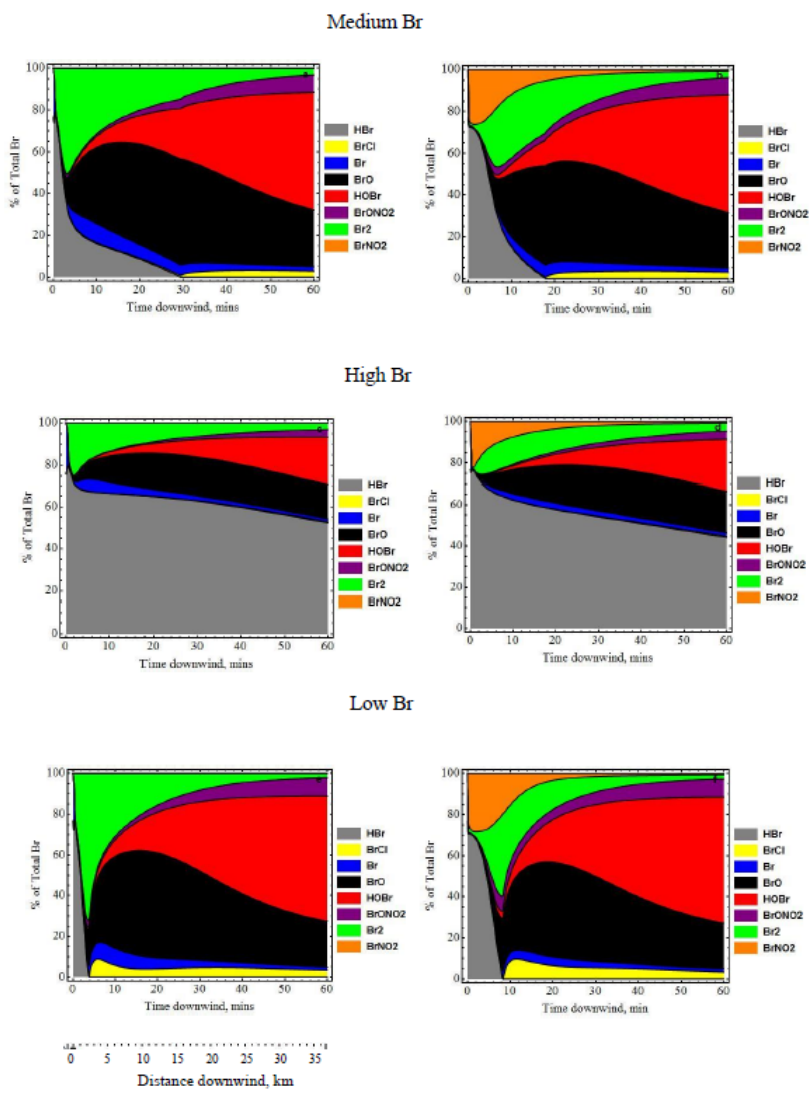 Medium Br
a
100
80
60
40
20
0
% of Total Br
0 10 20 30 40 50 60
Time downwind, mins
HBr
BrCl
Br
BrO
HOBr
BrONO2
Br2
BrNO2
b
100
80
60
40
20
0
% of Total Br
0 10 20 30 40 50 60
Time downwind, min
HBr
BrCl
Br
BrO
HOBr
BrONO2
Br2
BrNO2
High Br
c
100
80
60
40
20
0
% of Total Br
0 10 20 30 40 50 60
Time downwind, mins
HBr
BrCl
Br
BrO
HOBr
BrONO2
Br2
BrNO2
d
100
80
60
40
20
0
% of Total Br
0 10 20 30 40 50 60
Time downwind, min
HBr
BrCl
Br
BrO
HOBr
BrONO2
Br2
BrNO2
Low Br
e
100
80
60
40
20
0
% of Total Br
0 10 20 30 40 50 60
Time downwind, mins
HBr
BrCl
Br
BrO
HOBr
BrONO2
Br2
BrNO2
100
80
60
40
20
0
% of Total Br
0 10 20 30 40 50 60
Time downwind, min
HBr
BrCl
Br
BrO
HOBr
BrONO2
Br2
BrNO2
0 5 10 15 20 25 30 35
Distance downwind, km